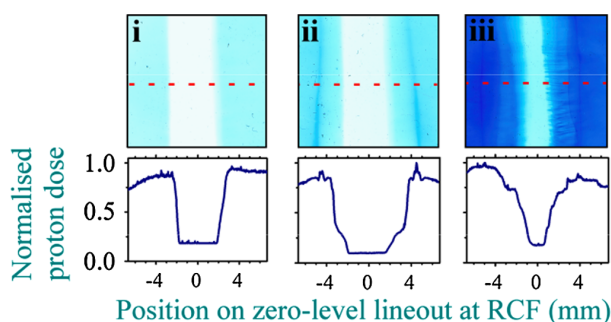 i ii iii
Normalised
proton dose
1.0
0.5
0.0
-4 0 4 -4 0 4 -4 0 4
Position on zero-level lineout at RCF (mm)